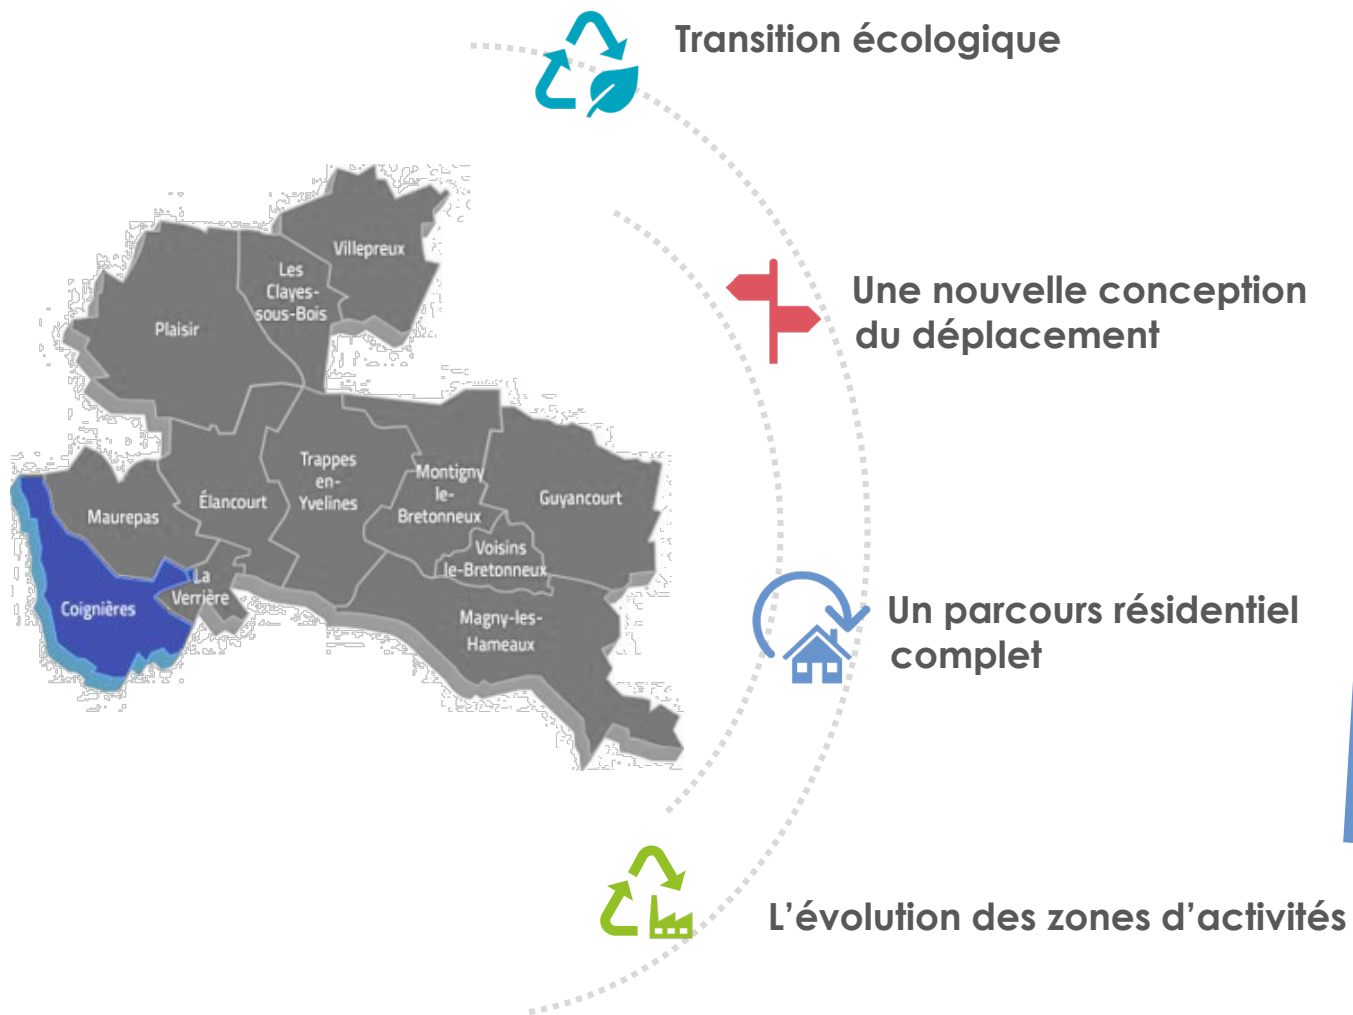 Transition écologique
Villepreux
Les
Clayes-
sous-Bois
Plaisir
Une nouvelle conception
du déplacement
Trappes
en-
Yvelines
Montigny
le-
Bretonneux
Élancourt
Guyancourt
Maurepas
Voisins
le-Bretonneux
La
Verrière
Coignières
Magny-les-
Hameaux
Un parcours résidentiel
complet
L'évolution des zones d'activités